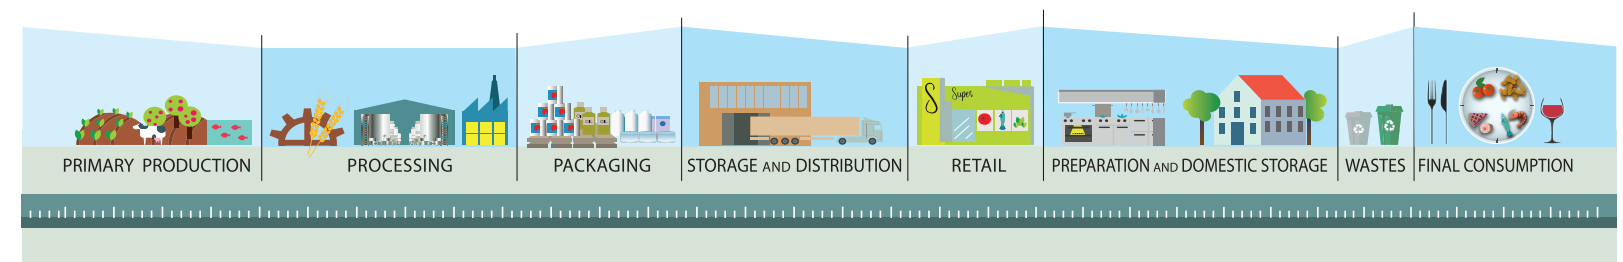 S
Super
PRIMARY PRODUCTION
PROCESSING
PACKAGING
STORAGE AND DISTRIBUTION
RETAIL
PREPARATION AND DOMESTIC STORAGE
WASTES
FINAL CONSUMPTION